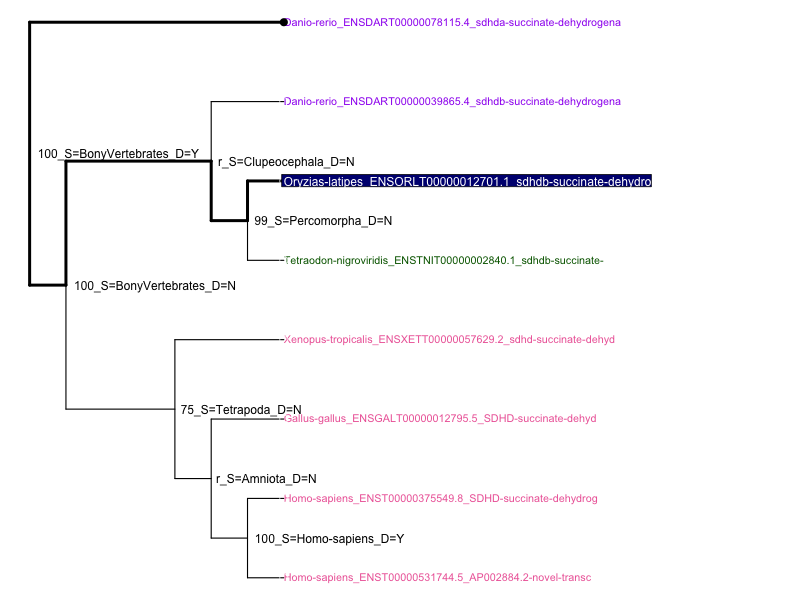 Danio-rerio_ENSDART00000078115.4_sdhda-succinate-dehydrogena
Danio-rerio_ENSDART00000039865.4_sdhdb-succinate-dehydrogena
100_S=BonyVertebrates_D=Y
r_S=Clupeocephala_D=N
Oryzias-latipes_ENSORLT00000012701.1_sdhdb-succinate-dehydro
99_S=Percomorpha_D=N
Tetraodon-nigroviridis_ENSTNIT00000002840.1_sdhdb-succinate-
100_S=BonyVertebrates_D=N
Xenopus-tropicalis_ENSXETT00000057629.2_sdhd-succinate-dehyd
75_S=Tetrapoda_D=N
Gallus-gallus_ENSGALT00000012795.5_SDHD-succinate-dehyd
r_S=Amniota_D=N
Homo-sapiens_ENST00000375549.8_SDHD-succinate-dehydrog
100_S=Homo-sapiens_D=Y
Homo-sapiens_ENST00000531744.5_AP002884.2-novel-transc